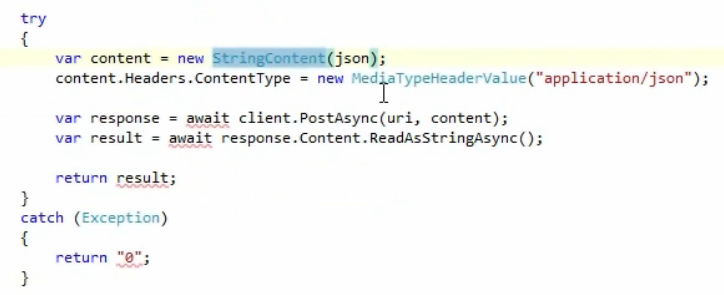 try
{
    var content = new StringContent(json);
    content.Headers.ContentType = new MediaTypeHeaderValue("application/json");
    var response = await client.PostAsync(uri, content);
    var result = await response.Content.ReadAsStringAsync();
    return result;
}
catch (Exception)
{
    return "0";
}